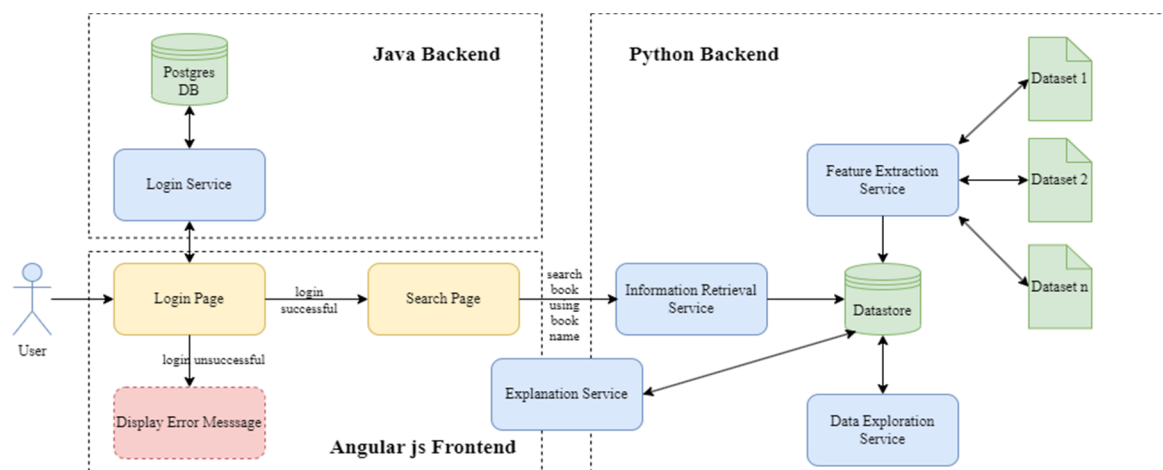 Java Backend
Python Backend
Postgres
DB
Dataset 1
Login Service
Feature Extraction
Service
Dataset 2
User
Login Page
login
successful
Search Page
search
book
using
book
name
Information Retrieval
Service
Datastore
Dataset n
login unsuccessful
Display Error Messsage
Explanation Service
Data Exploration
Service
Angular js Frontend